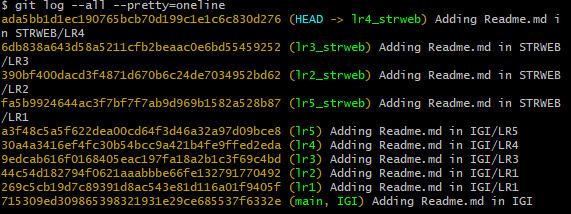 $ git log --all --pretty=oneline
ada5bb1d1ec190765bcb70d199c1e1c6c830d276 (HEAD -> lr4_strweb) Adding Readme.md i
n STRWEB/LR4
6db838a643d58a5211cfb2beaac0e6bd55459252 (lr3_strweb) Adding Readme.md in STRWEB
/LR3
390bf400dacd3f4871d670b6c24de7034952bd62 (lr2_strweb) Adding Readme.md in STRWEB
/LR2
fa5b9924644ac3f7bf7f7ab9d969b1582a528b87 (lr5_strweb) Adding Readme.md in STRWEB
/LR1
a3f48c5a5f622dea00cd64f3d46a32a97d09bce8 (lr5) Adding Readme.md in IGI/LR5
30a4a3416ef4fc30b54bcc9a421b4fe9ffed2eda (lr4) Adding Readme.md in IGI/LR4
9edcab616f0168405eac197fa18a2b1c3f69c4bd (lr3) Adding Readme.md in IGI/LR3
44c54d182794f0621aaabbbe66fe132791770492 (lr2) Adding Readme.md in IGI/LR1
269c5cb19d7c89391d8ac543e81d116a01f9405f (lr1) Adding Readme.md in IGI/LR1
715309ed309865398321931e29ce685537f6332e (main, IGI) Adding Readme.md in IGI